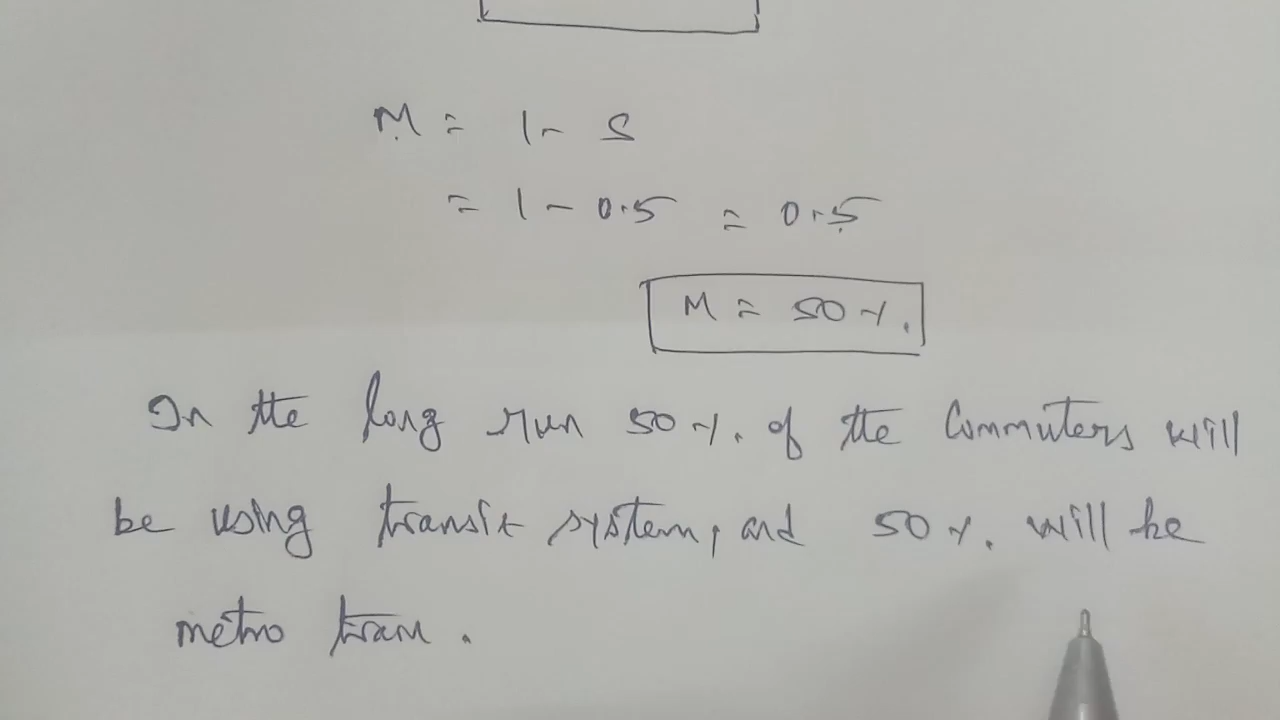 M = 1 - S
= 1 - 0.5 = 0.5
M = 50 %.
In the long run 50 %. of the Commuters will
be using transit system, and 50 %. will be
metro tram.